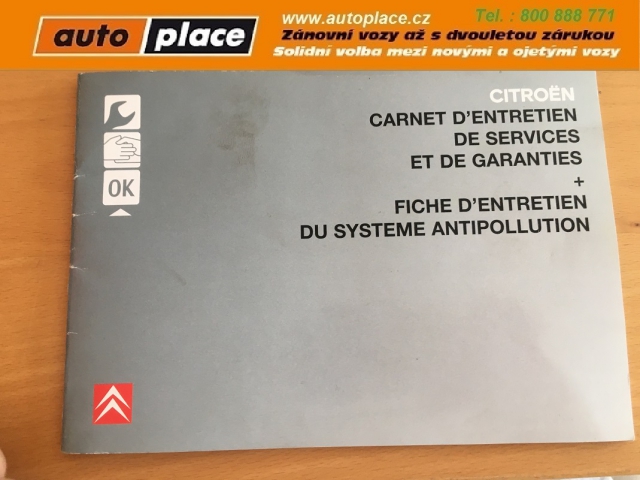 auto place
www.autoplace.cz
Tel. : 800 888 771
Zánovní vozy až s dvouletou zárukou
Solidní volba mezi novými a ojetými vozy
CITROËN
CARNET D'ENTRETIEN
DE SERVICES
ET DE GARANTIES
+
FICHE D'ENTRETIEN
DU SYSTEME ANTIPOLLUTION
OK